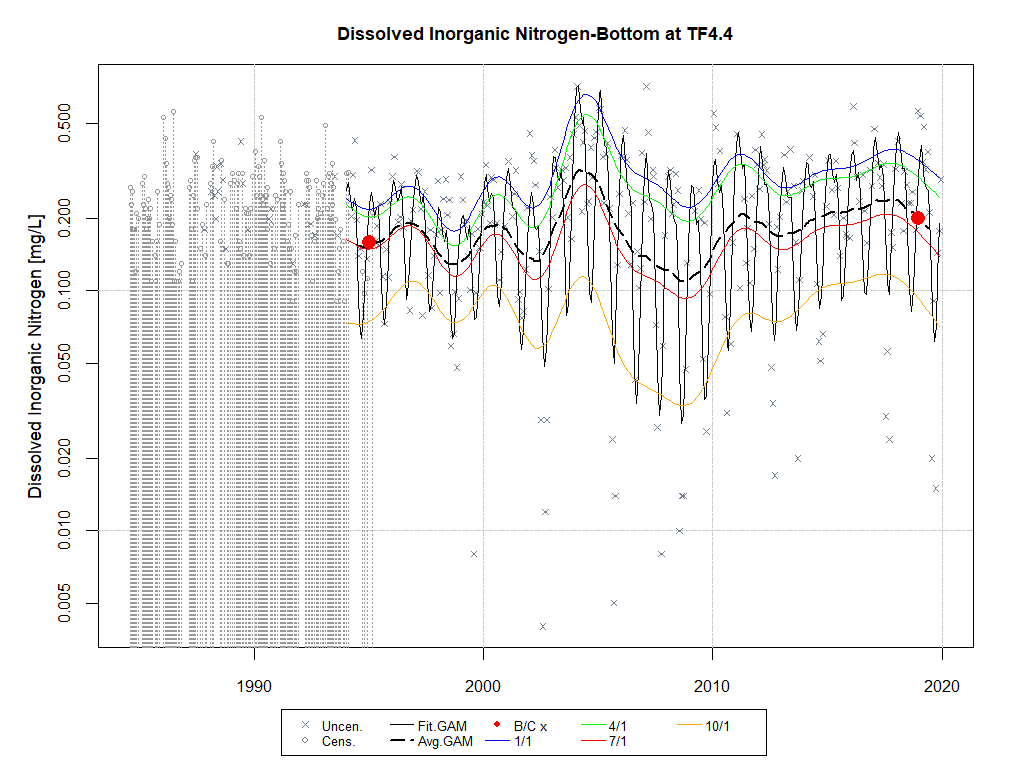 Dissolved Inorganic Nitrogen-Bottom at TF4.4
Dissolved Inorganic Nitrogen [mg/L]
0.500
0.200
0.100
0.050
0.020
0.010
0.005
1990 2000 2010 2020
Uncen. Fit.GAM B/C x 4/1 10/1
Cens. Avg.GAM 1/1 7/1